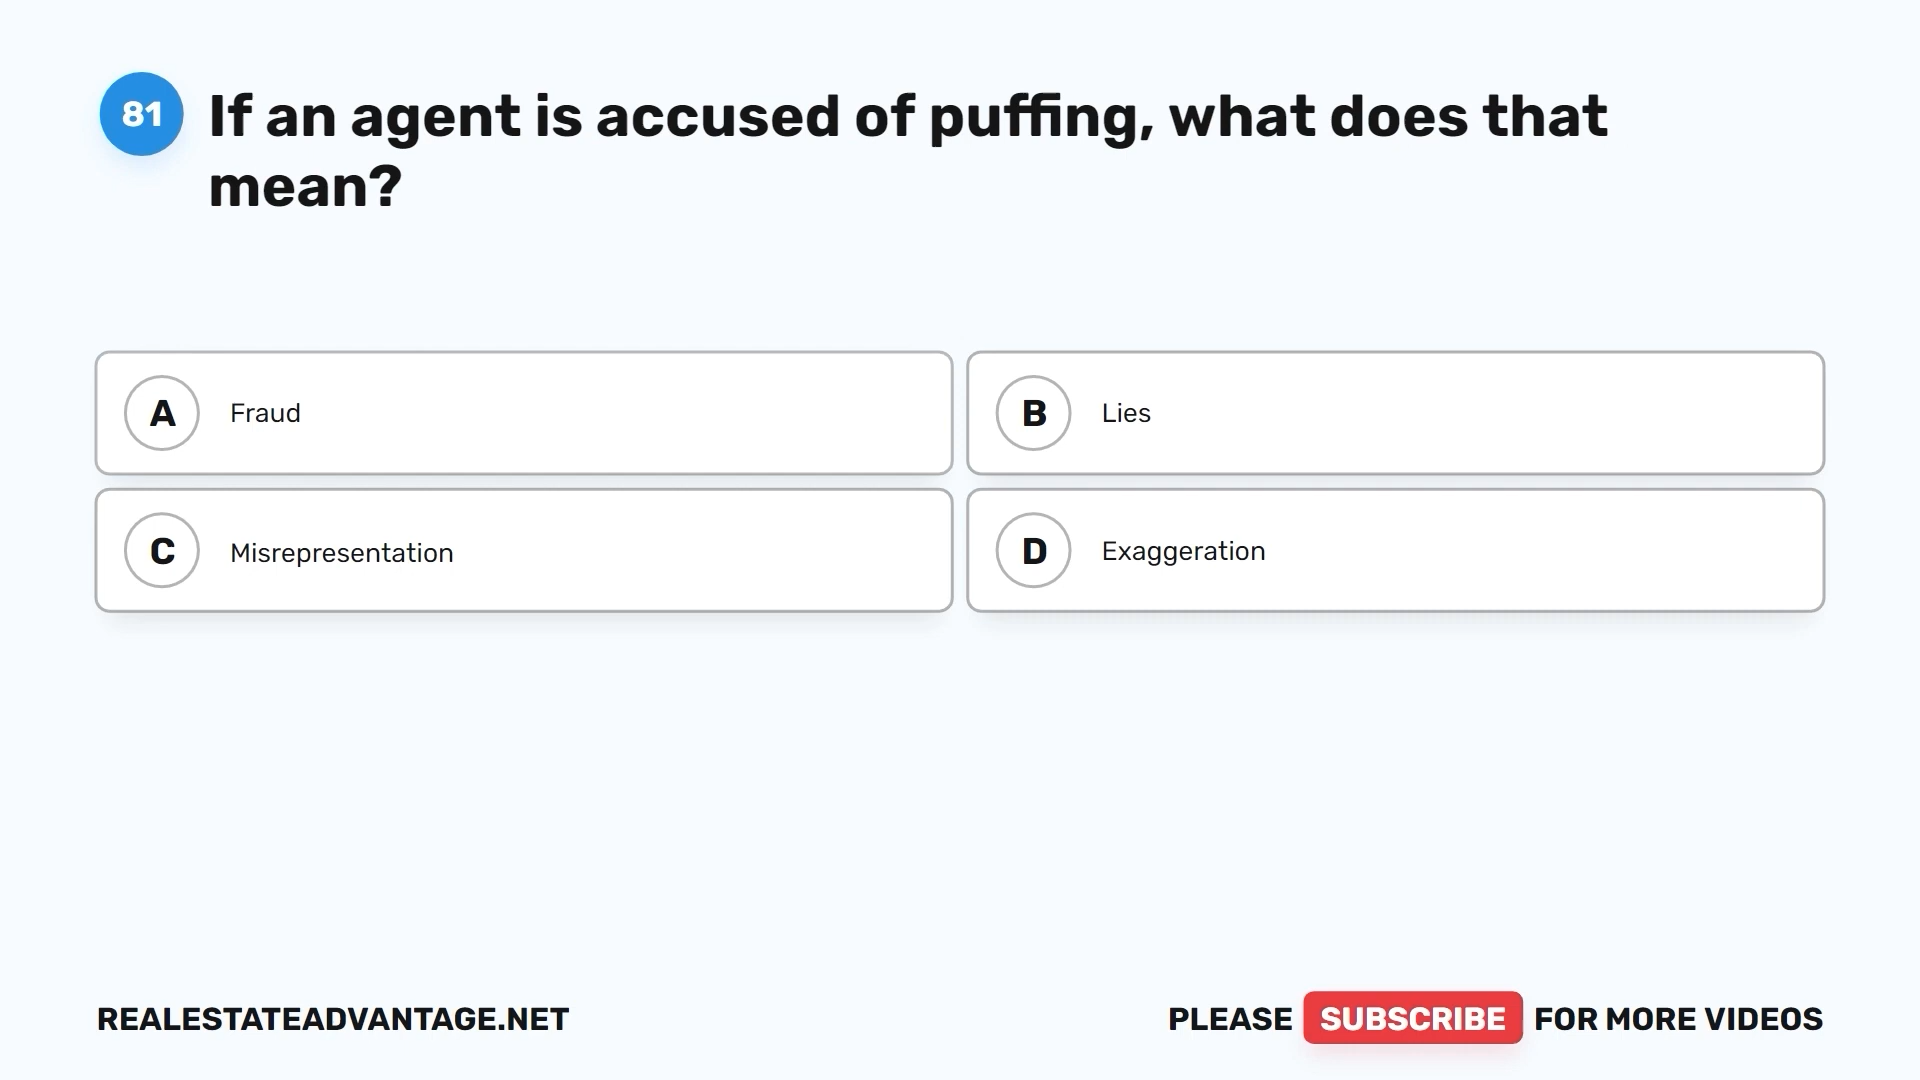 81
If an agent is accused of puffing, what does that
mean?
A Fraud
B Lies
C Misrepresentation
D Exaggeration
REALESTATEADVANTAGE.NET
PLEASE SUBSCRIBE FOR MORE VIDEOS